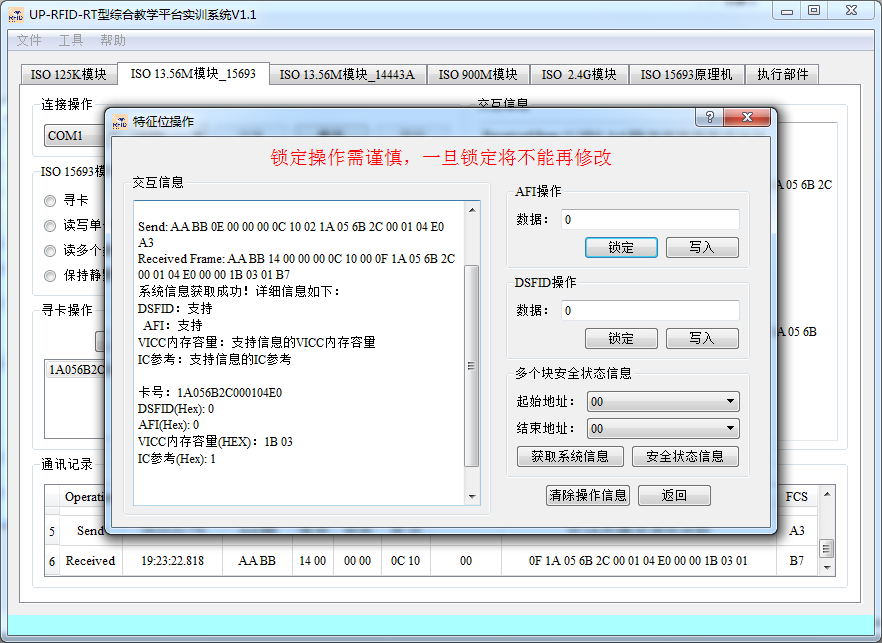 UP-RFID-RT型综合教学平台实训系统V1.1
文件 工具 帮助
ISO 125K模块 ISO 13.56M模块_15693 ISO 13.56M模块_14443A ISO 900M模块 ISO 2.4G模块 ISO 15693原理机 执行部件
连接操作
交互信息
COM1
特征位操作
锁定操作需谨慎，一旦锁定将不能再修改
交互信息
Send: AA BB 0E 00 00 00 0C 10 02 1A 05 6B 2C 00 01 04 E0
A3
Received Frame: AA BB 14 00 00 00 0C 10 00 0F 1A 05 6B 2C
00 01 04 E0 00 00 1B 03 01 B7
系统信息获取成功！详细信息如下：
DSFID：支持
AFI：支持
VICC内存容量：支持信息的VICC内存容量
IC参考：支持信息的IC参考
卡号：1A056B2C000104E0
DSFID(Hex): 0
AFI(Hex): 0
VICC内存容量(HEX)：1B 03
IC参考(Hex): 1
AFI操作
数据： 0
锁定 写入
DSFID操作
数据： 0
锁定 写入
多个块安全状态信息
起始地址： 00
结束地址： 00
获取系统信息 安全状态信息
清除操作信息 返回
ISO 15693模
寻卡
读写单
读多个
保持静
寻卡操作
1A056B2C
A 05 6B 2C
A 05 6B
通讯记录
Operati FCS
5 Send A3
6 Received 19:23:22.818 AA BB 14 00 00 00 0C 10 00 0F 1A 05 6B 2C 00 01 04 E0 00 00 1B 03 01 B7